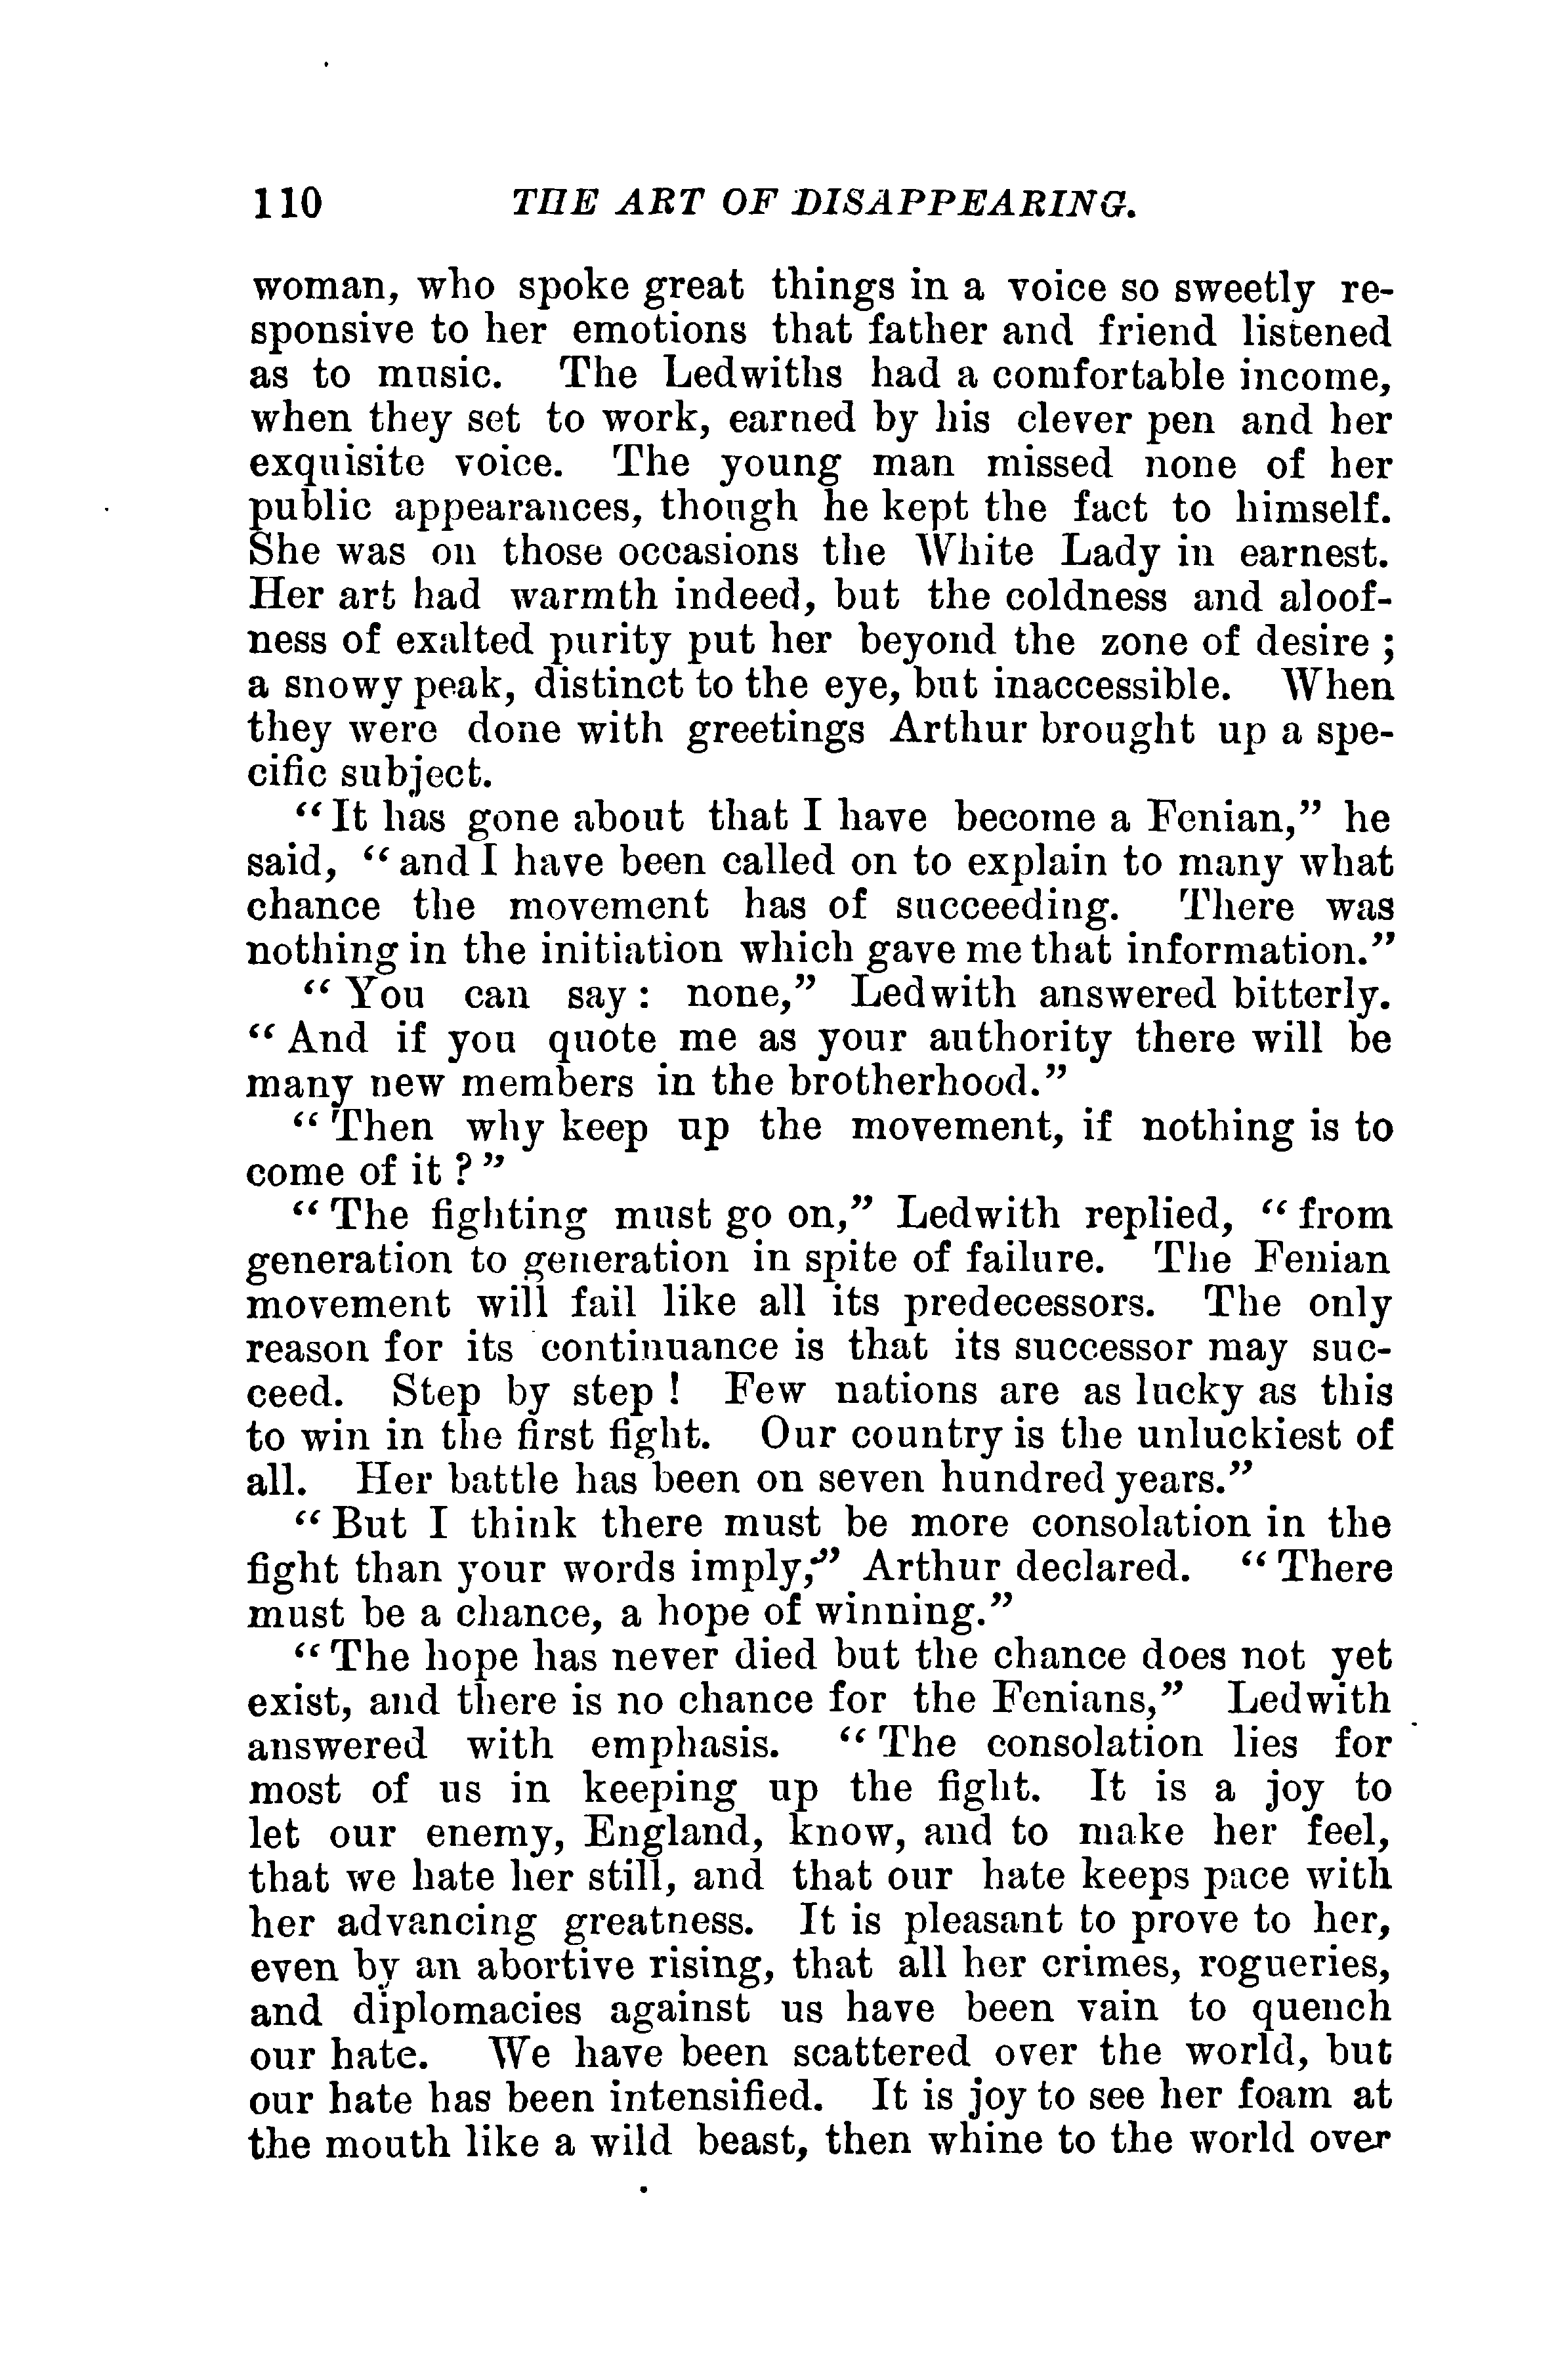 110 THE ART OF DISAPPEARING.
woman, who spoke great things in a voice so sweetly re-
sponsive to her emotions that father and friend listened
as to music. The Ledwiths had a comfortable income,
when they set to work, earned by his clever pen and her
exquisite voice. The young man missed none of her
public appearances, though he kept the fact to himself.
She was on those occasions the White Lady in earnest.
Her art had warmth indeed, but the coldness and aloof-
ness of exalted purity put her beyond the zone of desire ;
a snowy peak, distinct to the eye, but inaccessible. When
they were done with greetings Arthur brought up a spe-
cific subject.
“It has gone about that I have become a Fenian,” he
said, “and I have been called on to explain to many what
chance the movement has of succeeding. There was
nothing in the initiation which gave me that information.”
“You can say: none,” Ledwith answered bitterly.
“And if you quote me as your authority there will be
many new members in the brotherhood.”
“Then why keep up the movement, if nothing is to
come of it ?”
“The fighting must go on,” Ledwith replied, “from
generation to generation in spite of failure. The Fenian
movement will fail like all its predecessors. The only
reason for its continuance is that its successor may suc-
ceed. Step by step ! Few nations are as lucky as this
to win in the first fight. Our country is the unluckiest of
all. Her battle has been on seven hundred years.”
“But I think there must be more consolation in the
fight than your words imply,” Arthur declared. “There
must be a chance, a hope of winning.”
“The hope has never died but the chance does not yet
exist, and there is no chance for the Fenians,” Ledwith
answered with emphasis. “The consolation lies for
most of us in keeping up the fight. It is a joy to
let our enemy, England, know, and to make her feel,
that we hate her still, and that our hate keeps pace with
her advancing greatness. It is pleasant to prove to her,
even by an abortive rising, that all her crimes, rogueries,
and diplomacies against us have been vain to quench
our hate. We have been scattered over the world, but
our hate has been intensified. It is joy to see her foam at
the mouth like a wild beast, then whine to the world over